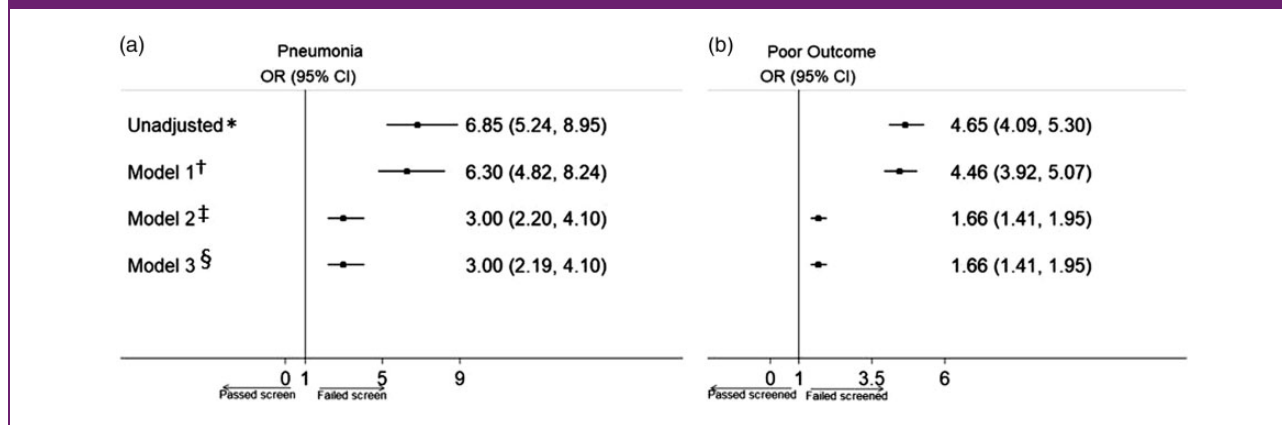 (a)
Pneumonia
OR (95% CI)
Unadjusted* 6.85 (5.24, 8.95)
Model 1† 6.30 (4.82, 8.24)
Model 2‡ 3.00 (2.20, 4.10)
Model 3§ 3.00 (2.19, 4.10)
0 1 5 9
Passed screen Failed screen
(b)
Poor Outcome
OR (95% CI)
4.65 (4.09, 5.30)
4.46 (3.92, 5.07)
1.66 (1.41, 1.95)
1.66 (1.41, 1.95)
0 1 3.5 6
Passed screened Failed screened